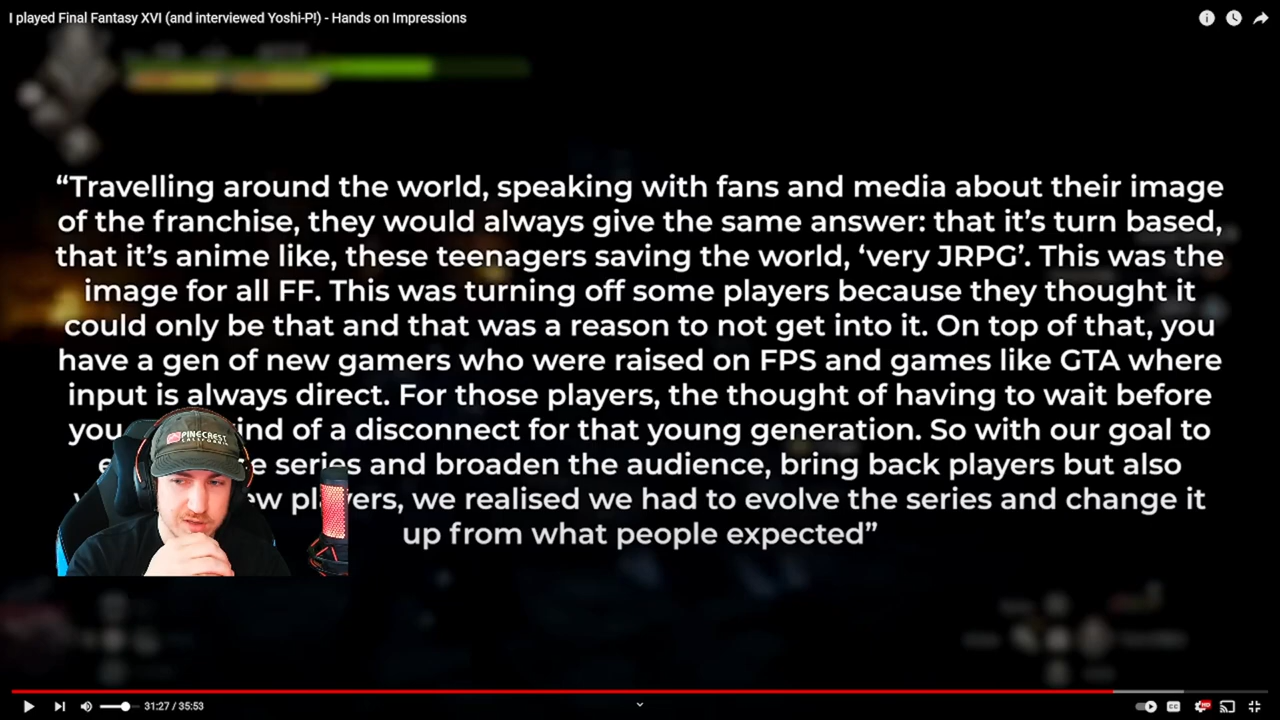 I played Final Fantasy XVI (and interviewed Yoshi-P!) - Hands on Impressions
“Travelling around the world, speaking with fans and media about their image
of the franchise, they would always give the same answer: that it’s turn based,
that it’s anime like, these teenagers saving the world, ‘very JRPG’. This was the
image for all FF. This was turning off some players because they thought it
could only be that and that was a reason to not get into it. On top of that, you
have a gen of new gamers who were raised on FPS and games like GTA where
input is always direct. For those players, the thought of having to wait before
you of a disconnect for that young generation. So with our goal to
series and broaden the audience, bring back players but also
players, we realised we had to evolve the series and change it
up from what people expected”
PINECREST
CALIFORNIA
31:27 / 35:53
CC
HD